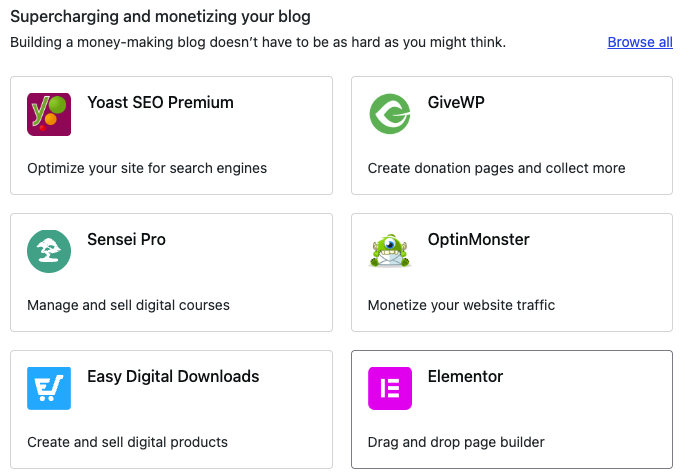 Supercharging and monetizing your blog
Building a money-making blog doesn’t have to be as hard as you might think.
Browse all
Yoast SEO Premium
Optimize your site for search engines
GiveWP
Create donation pages and collect more
Sensei Pro
Manage and sell digital courses
OptinMonster
Monetize your website traffic
Easy Digital Downloads
Create and sell digital products
Elementor
Drag and drop page builder